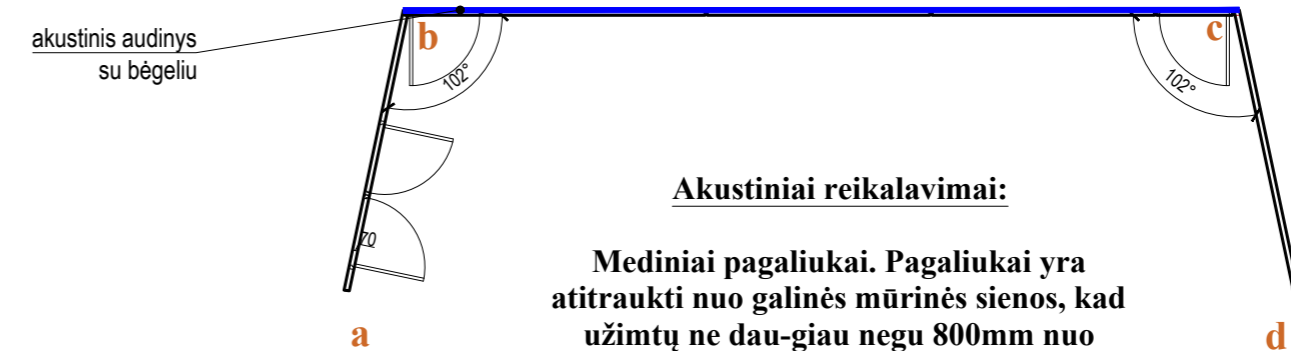 akustinis audinys
su bėgeliu
b
c
102°
102°
70
Akustiniai reikalavimai:
Mediniai pagaliukai. Pagaliukai yra
atitraukti nuo galinės mūrinės sienos, kad
užimtų ne dau-giau negu 800mm nuo
a
d